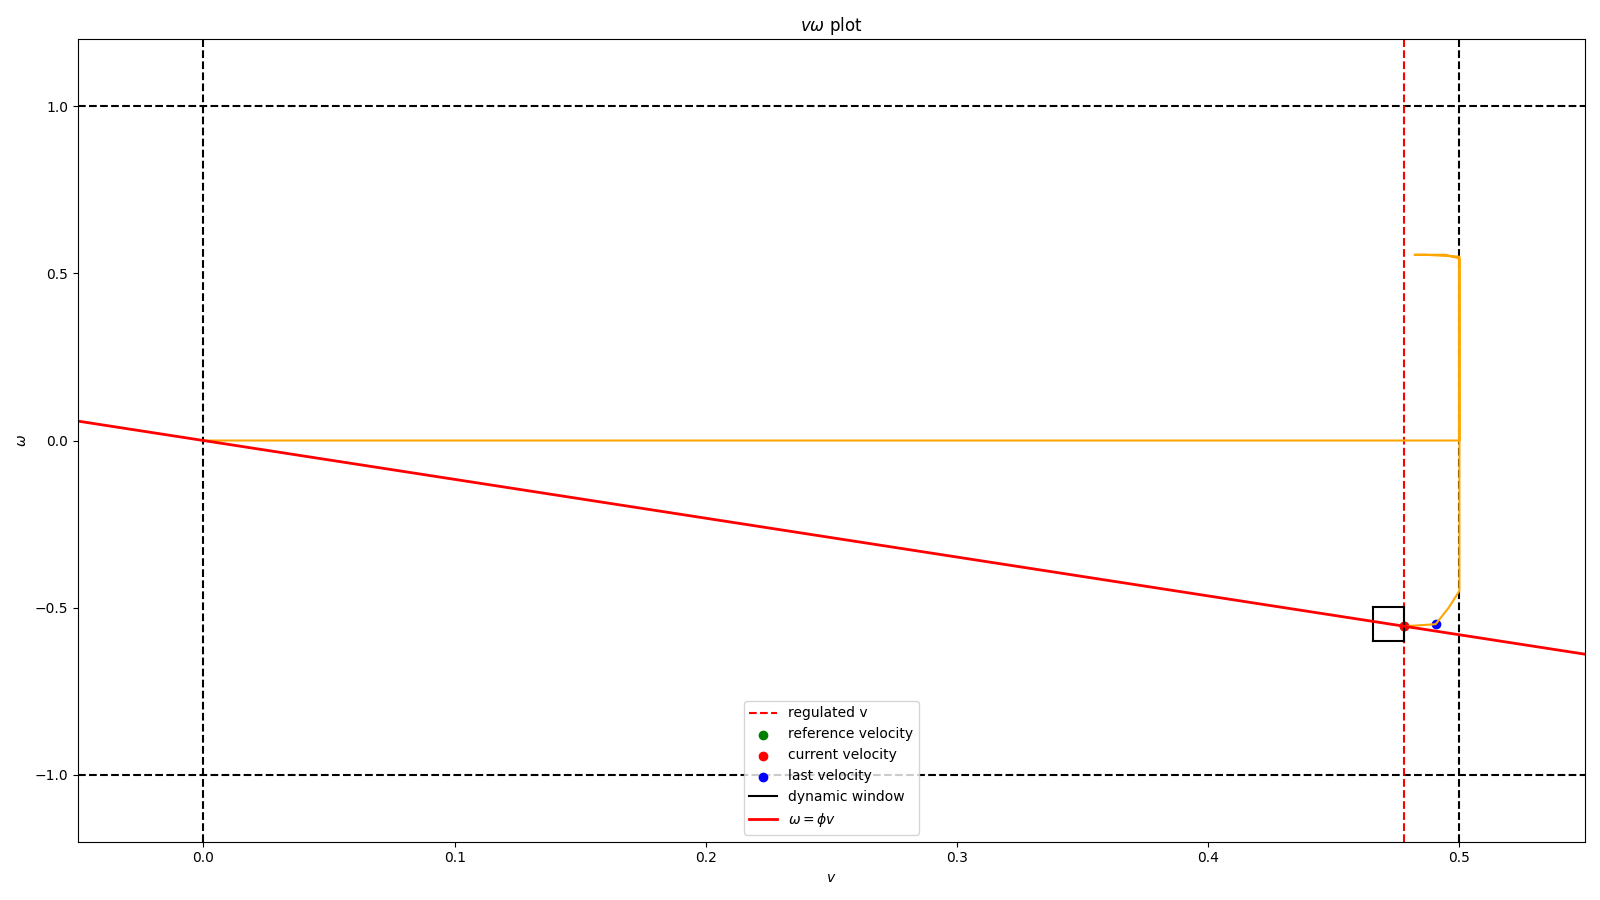 vω plot
1.0
0.5
0.0
−0.5
−1.0
ω
regulated v
reference velocity
current velocity
last velocity
dynamic window
ω = ϕv
0.0 0.1 0.2 0.3 0.4 0.5
v